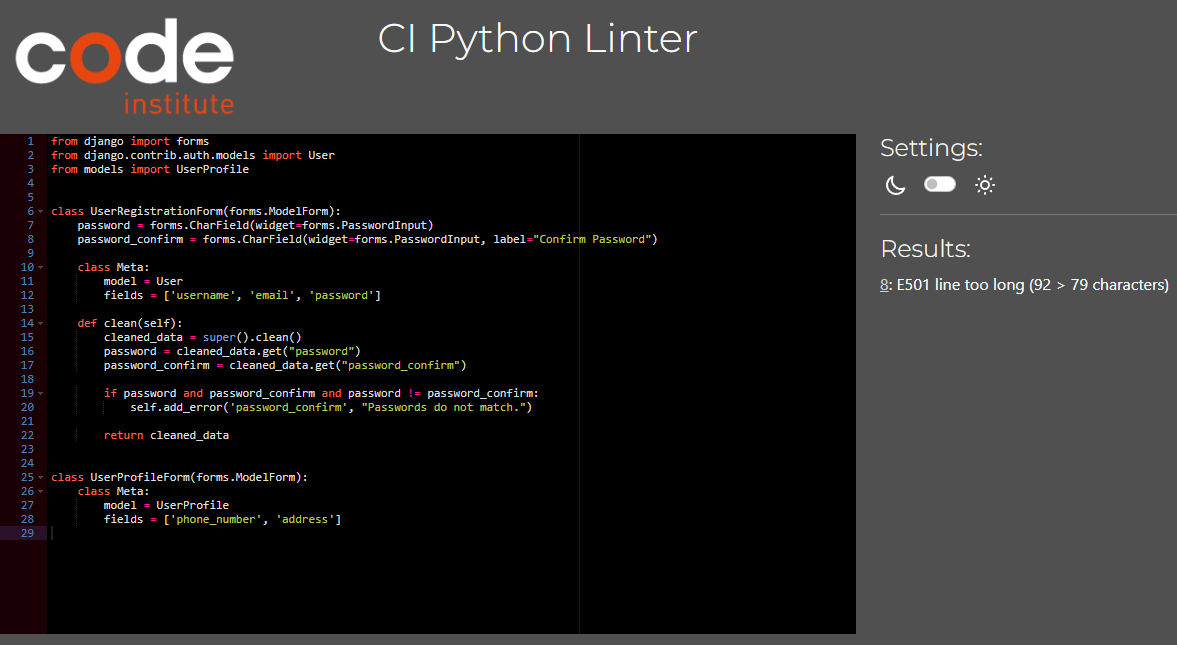 code
institute
CI Python Linter
1 from django import forms
2 from django.contrib.auth.models import User
3 from models import UserProfile
4
5
6 class UserRegistrationForm(forms.ModelForm):
7     password = forms.CharField(widget=forms.PasswordInput)
8     password_confirm = forms.CharField(widget=forms.PasswordInput, label="Confirm Password")
9
10     class Meta:
11         model = User
12         fields = ['username', 'email', 'password']
13
14     def clean(self):
15         cleaned_data = super().clean()
16         password = cleaned_data.get("password")
17         password_confirm = cleaned_data.get("password_confirm")
18
19         if password and password_confirm and password != password_confirm:
20             self.add_error('password_confirm', "Passwords do not match.")
21
22         return cleaned_data
23
24
25 class UserProfileForm(forms.ModelForm):
26     class Meta:
27         model = UserProfile
28         fields = ['phone_number', 'address']
29
Settings:
Results:
8: E501 line too long (92 > 79 characters)